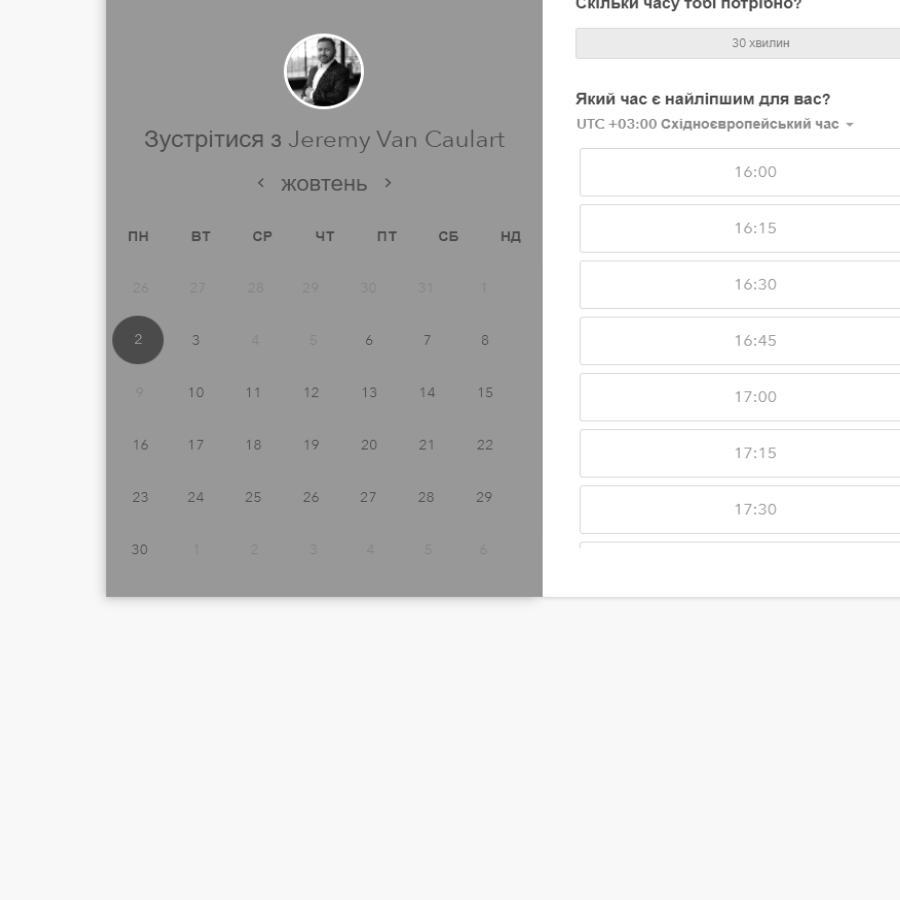 Зустрітися з Jeremy Van Caulart
жовтень
ПН ВТ СР ЧТ ПТ СБ НД
26 27 28 29 30 31 1
2 3 4 5 6 7 8
9 10 11 12 13 14 15
16 17 18 19 20 21 22
23 24 25 26 27 28 29
30 1 2 3 4 5 6
Скільки часу тобі потрібно?
30 хвилин
Який час є найліпшим для вас?
UTC +03:00 Східноєвропейський час
16:00
16:15
16:30
16:45
17:00
17:15
17:30